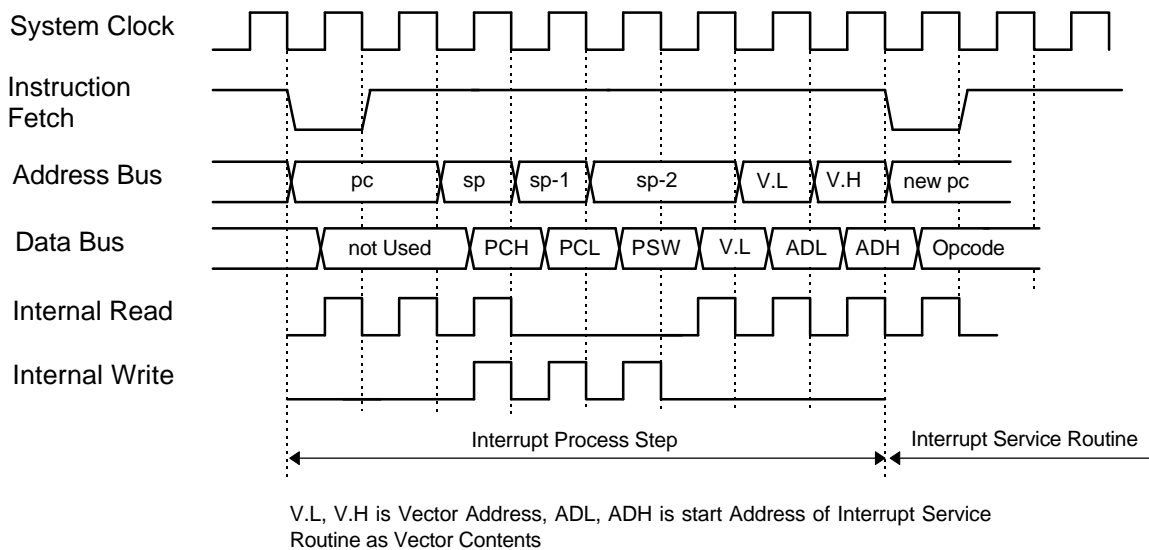 System Clock
Instruction
Fetch
Address Bus
pc
sp
sp-1
sp-2
V.L
V.H
new pc
Data Bus
not Used
PCH
PCL
PSW
V.L
ADL
ADH
Opcode
Internal Read
Internal Write
Interrupt Process Step
Interrupt Service Routine
V.L, V.H is Vector Address, ADL, ADH is start Address of Interrupt Service
Routine as Vector Contents